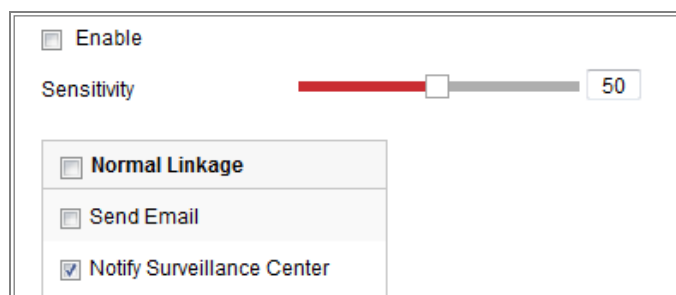 Enable
Sensitivity 50
Normal Linkage
Send Email
Notify Surveillance Center